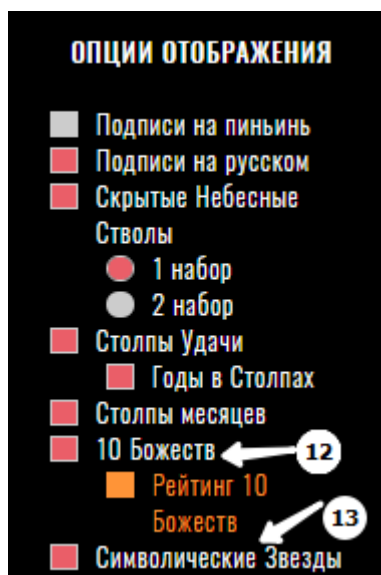 ОПЦИИ ОТОБРАЖЕНИЯ
Подписи на пиньинь
Подписи на русском
Скрытые Небесные
Стволы
1 набор
2 набор
Столпы Удачи
Годы в Столпах
Столпы месяцев
10 Божеств 12
Рейтинг 10
Божеств 13
Символические Звезды